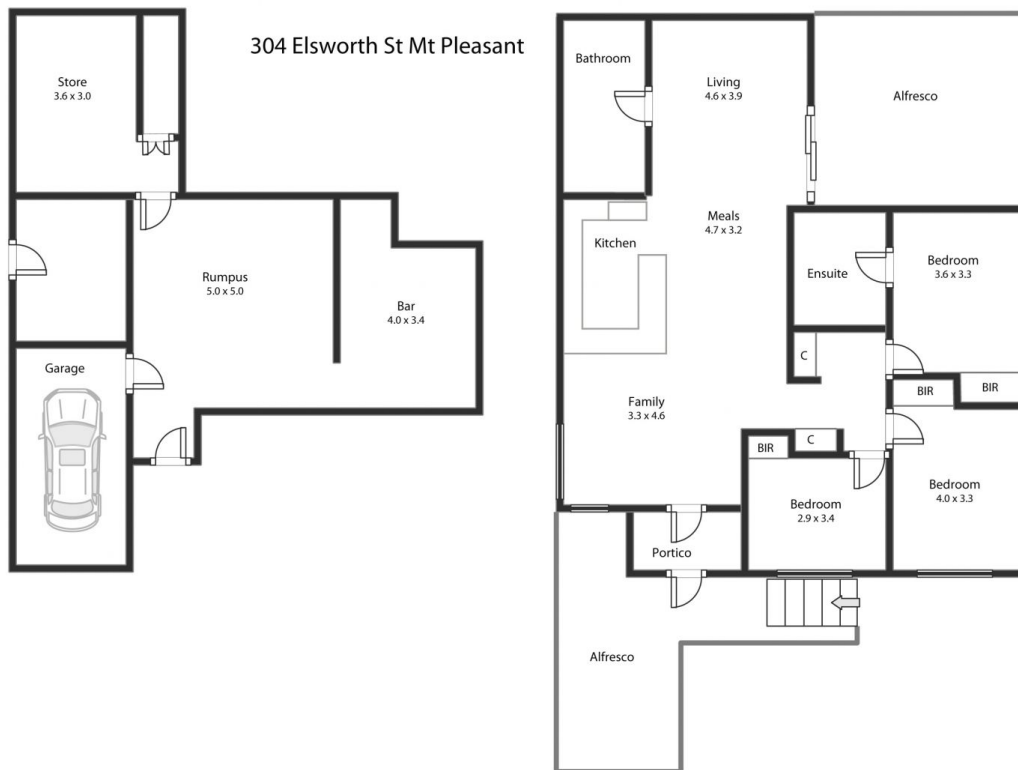 304 Elsworth St Mt Pleasant
Store
3.6 x 3.0
Rumpus
5.0 x 5.0
Bar
4.0 x 3.4
Garage
Bathroom
Living
4.6 x 3.9
Alfresco
Meals
4.7 x 3.2
Kitchen
Ensuite
Bedroom
3.6 x 3.3
C
BIR
BIR
Family
3.3 x 4.6
C
BIR
Bedroom
4.0 x 3.3
Bedroom
2.9 x 3.4
Portico
Alfresco